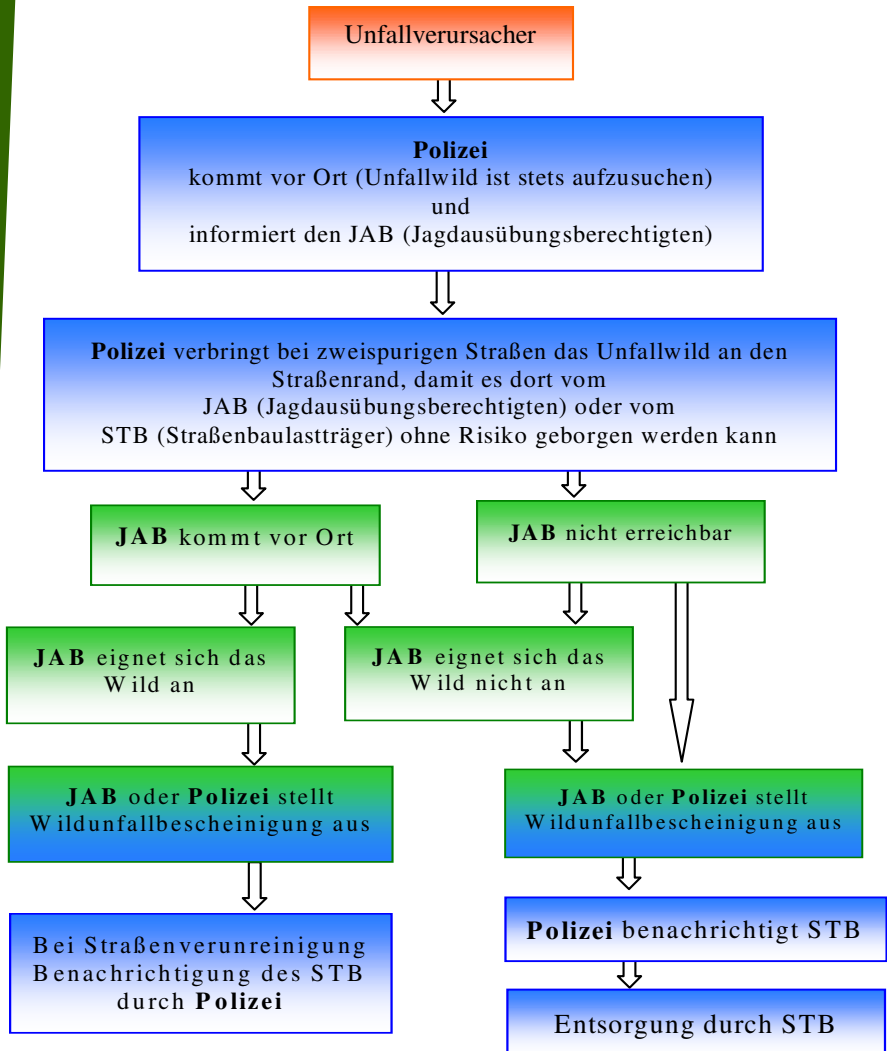 Unfallverursacher
Polizei
kommt vor Ort (Unfallwild ist stets aufzusuchen)
und
informiert den JAB (Jagdausübungsberechtigten)
Polizei verbringt bei zweispurigen Straßen das Unfallwild an den
Straßenrand, damit es dort vom
JAB (Jagdausübungsberechtigten) oder vom
STB (Straßenbaulastträger) ohne Risiko geborgen werden kann
JAB kommt vor Ort
JAB nicht erreichbar
JAB eignet sich das
Wild an
JAB eignet sich das
Wild nicht an
JAB oder Polizei stellt
Wildunfallbescheinigung aus
JAB oder Polizei stellt
Wildunfallbescheinigung aus
Bei Straßenverunreinigung
Benachrichtigung des STB
durch Polizei
Polizei benachrichtigt STB
Entsorgung durch STB